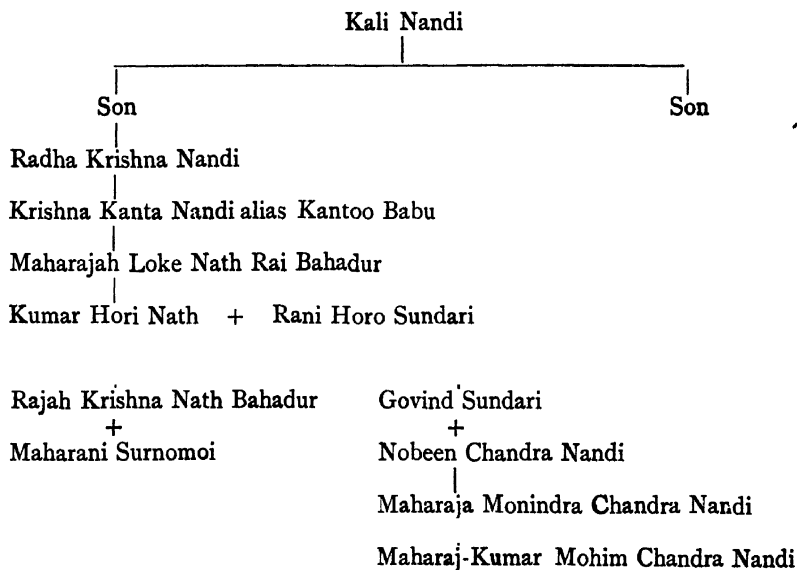 Kali Nandi
Son Son
Radha Krishna Nandi
Krishna Kanta Nandi alias Kantoo Babu
Maharajah Loke Nath Rai Bahadur
Kumar Hori Nath + Rani Horo Sundari
Rajah Krishna Nath Bahadur Govind Sundari
+ +
Maharani Surnomoi Nobeen Chandra Nandi
Maharaja Monindra Chandra Nandi
Maharaj-Kumar Mohim Chandra Nandi